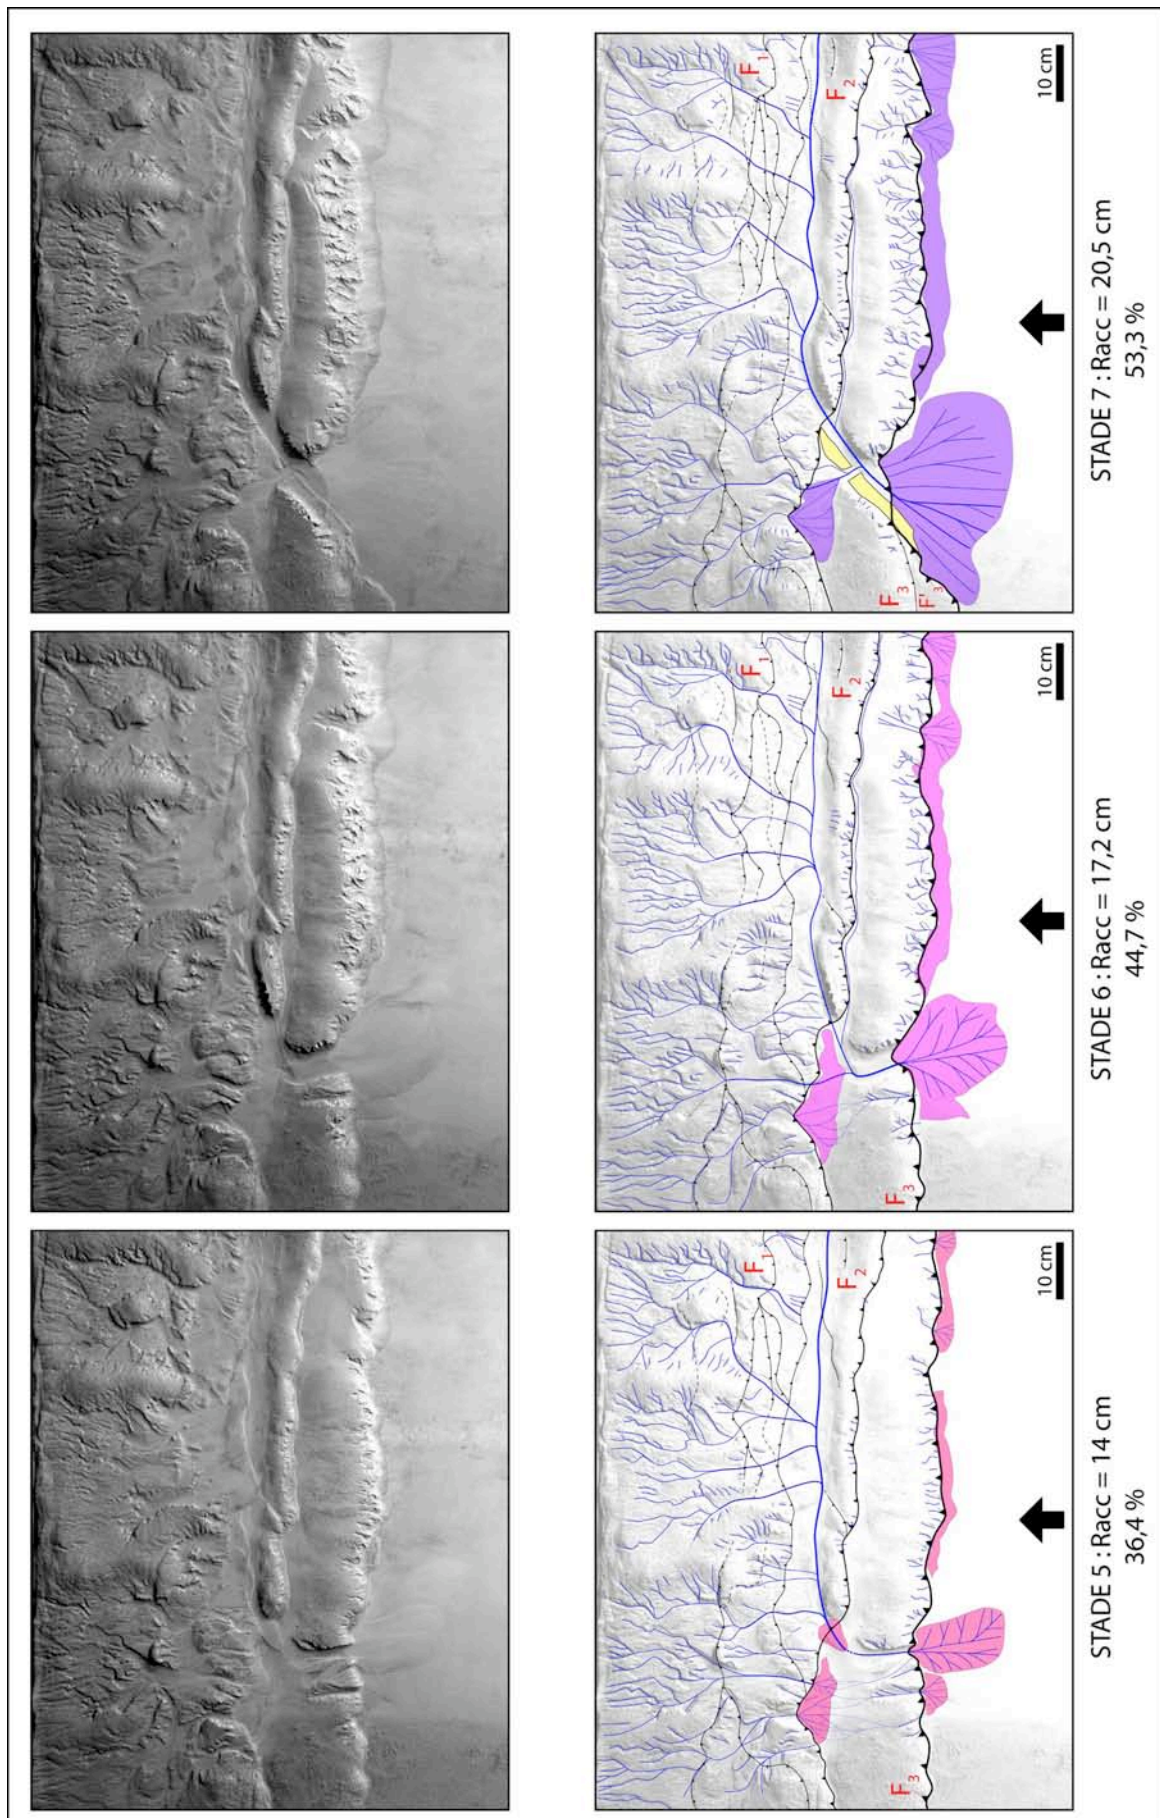 F1
F2
F3
F'3
10 cm
STADE 7 : Racc = 20,5 cm
53,3 %
F1
F2
F3
10 cm
STADE 6 : Racc = 17,2 cm
44,7 %
F1
F2
F3
10 cm
STADE 5 : Racc = 14 cm
36,4 %